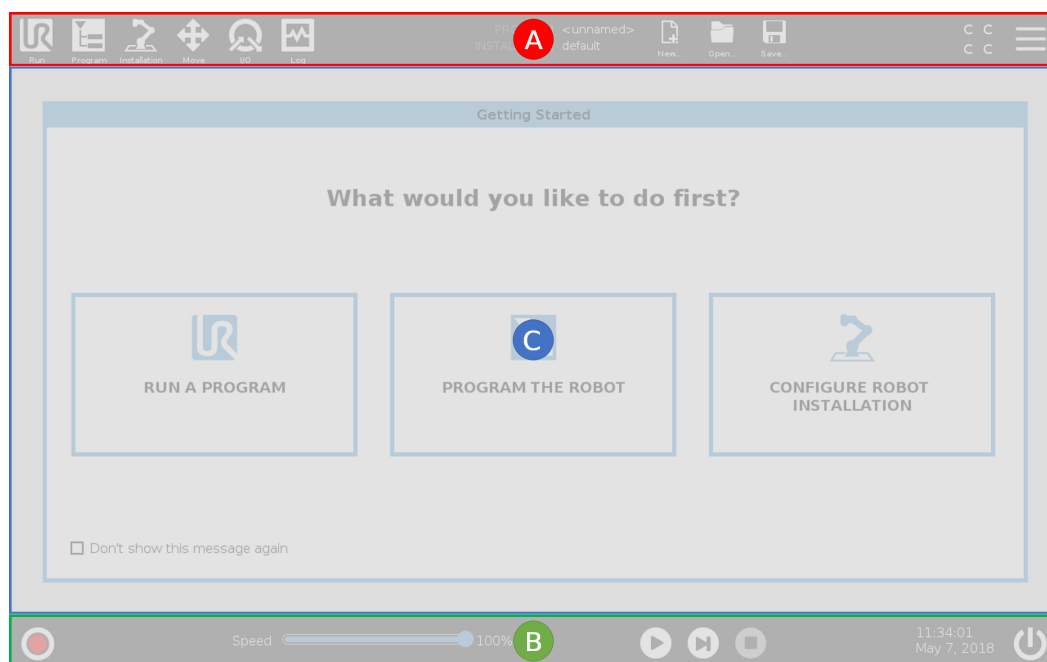 PR
<unnamed>
INSTAL
A
default
C C
C C
Run
Program
Installation
Move
I/O
Log
New...
Open...
Save...
Getting Started
What would you like to do first?
C
RUN A PROGRAM
PROGRAM THE ROBOT
CONFIGURE ROBOT
INSTALLATION
Don't show this message again
Speed
100%
B
11:34:01
May 7, 2018